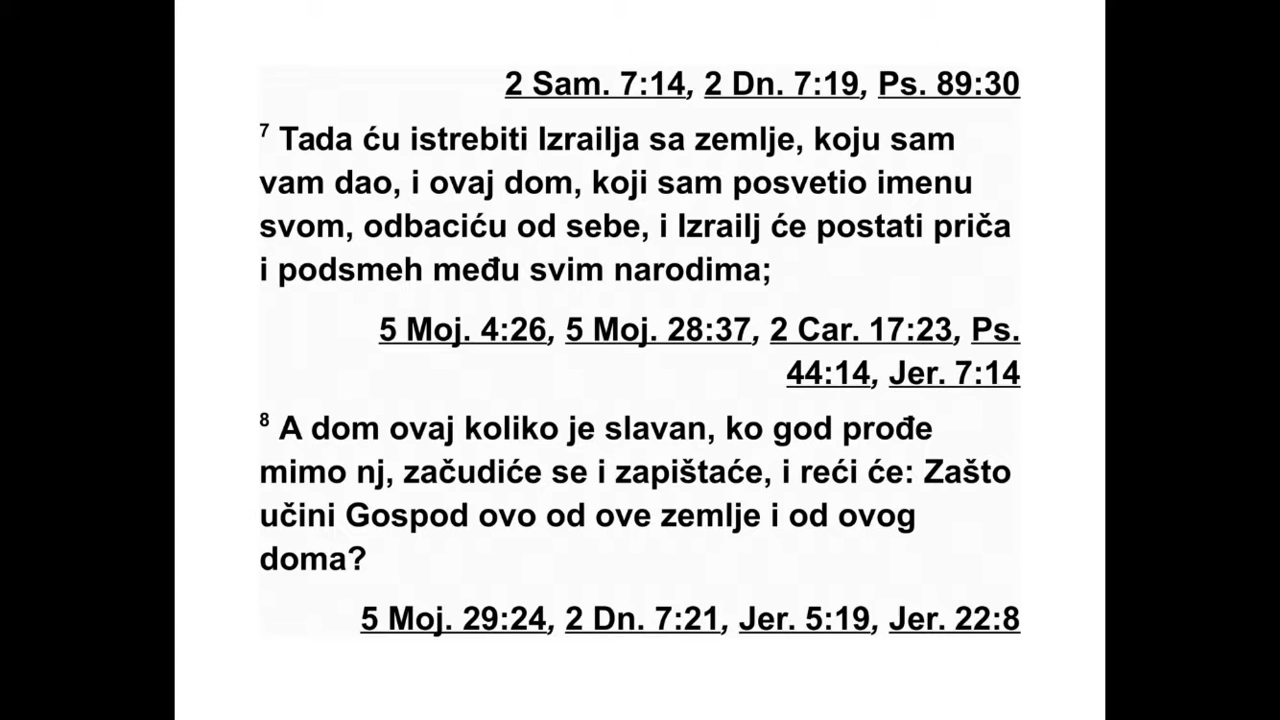 2 Sam. 7:14, 2 Dn. 7:19, Ps. 89:30
7 Tada ću istrebiti Izrailja sa zemlje, koju sam
vam dao, i ovaj dom, koji sam posvetio imenu
svom, odbaciću od sebe, i Izrailj će postati priča
i podsmeh među svim narodima;
5 Moj. 4:26, 5 Moj. 28:37, 2 Car. 17:23, Ps.
44:14, Jer. 7:14
8 A dom ovaj koliko je slavan, ko god prođe
mimo nj, začudiće se i zapištaće, i reći će: Zašto
učini Gospod ovo od ove zemlje i od ovog
doma?
5 Moj. 29:24, 2 Dn. 7:21, Jer. 5:19, Jer. 22:8